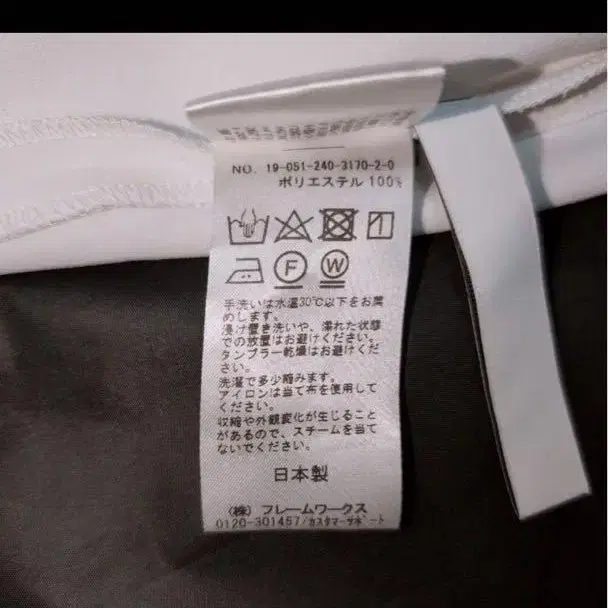 NO. 19-051-240-3170-2-0
ポリエステル 100%
F
W
手洗いは水温30℃以下をお薦
めします。
浸け置き洗いや、濡れた状態
での放置はお避けください。
タンブラー乾燥はお避けくだ
さい。
洗濯で多少縮みます。
アイロンは当て布を使用して
ください。
収縮や外観変化が生じること
があるので、スチームを当て
ないでください。
日本製
(株) フレームワークス
0120-301457/カスタマーサポート